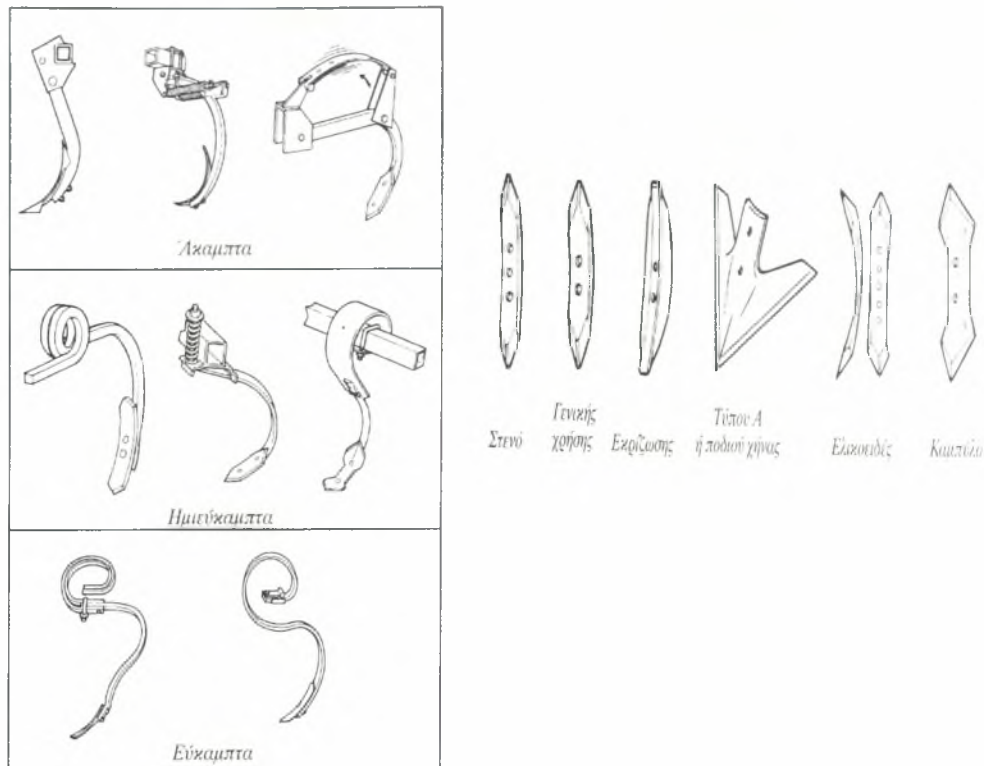 Άκαμπτα
Ημιεύκαμπτα
Εύκαμπτα
Στενό
Γενικής
χρήσης
Εκρίζωσης
Τύπου Α
ή ποδιού χήνας
Ελικοειδές
Καμπύλο